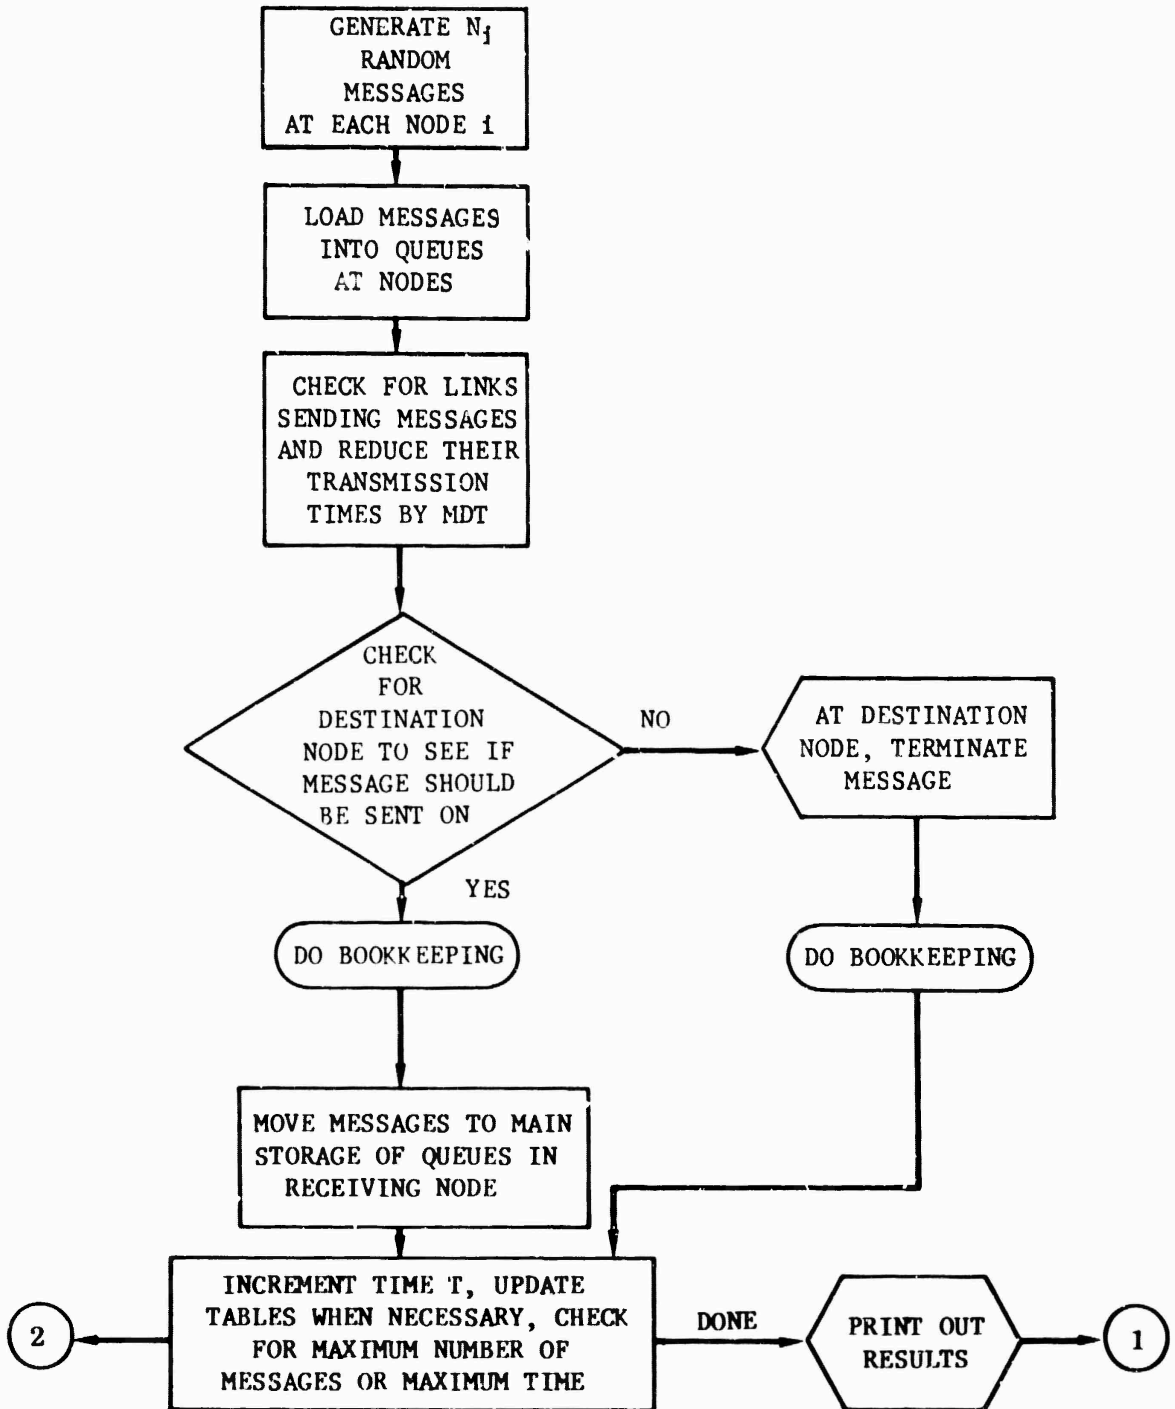 GENERATE Nj
RANDOM
MESSAGES
AT EACH NODE i
LOAD MESSAGES
INTO QUEUES
AT NODES
CHECK FOR LINKS
SENDING MESSAGES
AND REDUCE THEIR
TRANSMISSION
TIMES BY MDT
CHECK
FOR
DESTINATION
NODE TO SEE IF
MESSAGE SHOULD
BE SENT ON
NO
AT DESTINATION
NODE, TERMINATE
MESSAGE
YES
DO BOOKKEEPING
DO BOOKKEEPING
MOVE MESSAGES TO MAIN
STORAGE OF QUEUES IN
RECEIVING NODE
INCREMENT TIME T, UPDATE
TABLES WHEN NECESSARY, CHECK
FOR MAXIMUM NUMBER OF
MESSAGES OR MAXIMUM TIME
2
DONE
PRINT OUT
RESULTS
1